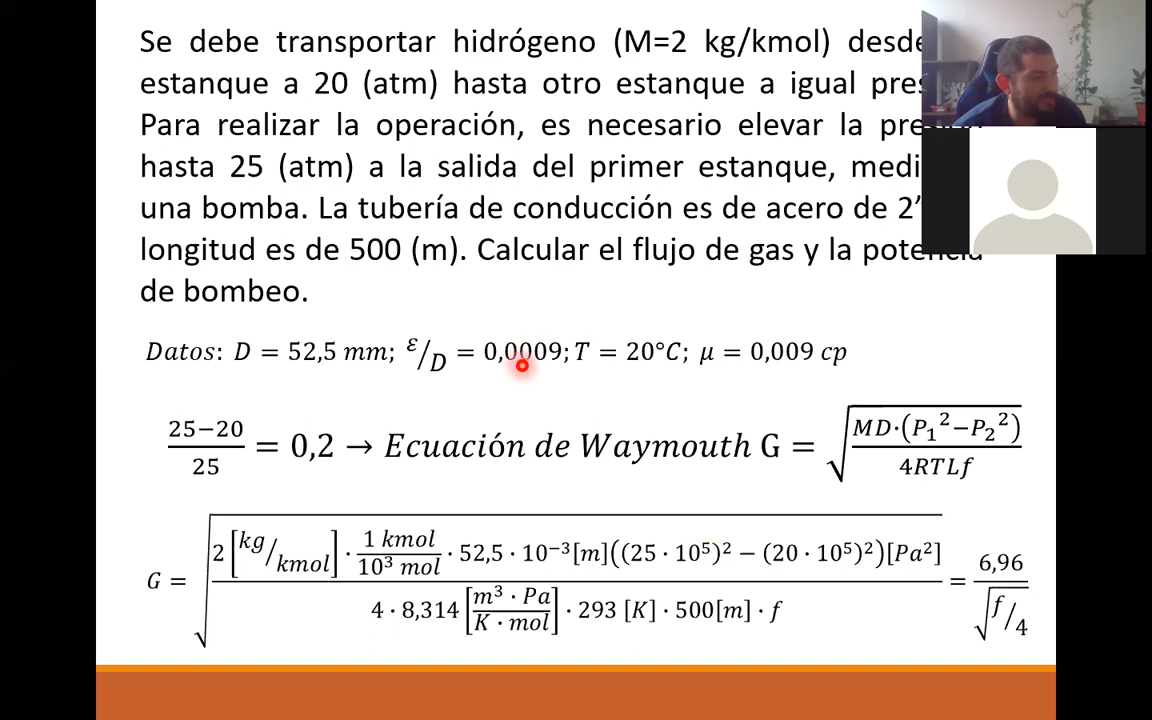 Se debe transportar hidrógeno (M=2 kg/kmol) desde
estanque a 20 (atm) hasta otro estanque a igual
Para realizar la operación, es necesario elevar la presión
hasta 25 (atm) a la salida del primer estanque,
una bomba. La tubería de conducción es de acero de 2’
longitud es de 500 (m). Calcular el flujo de gas y la potencia
de bombeo.
Datos: D = 52,5 mm; ε/D = 0,0009; T = 20°C; μ = 0,009 cp
25−20/25 = 0,2 → Ecuación de Waymouth G = √(MD·(P₁²−P₂²)/4RTLf)
G = √(2 [kg/kmol] · 1 kmol/10³ mol · 52,5 · 10⁻³[m]((25 · 10⁵)² − (20 · 10⁵)²)[Pa²] / 4 · 8,314 [m³ · Pa/K · mol] · 293 [K] · 500[m] · f) = 6,96/√(f/4)